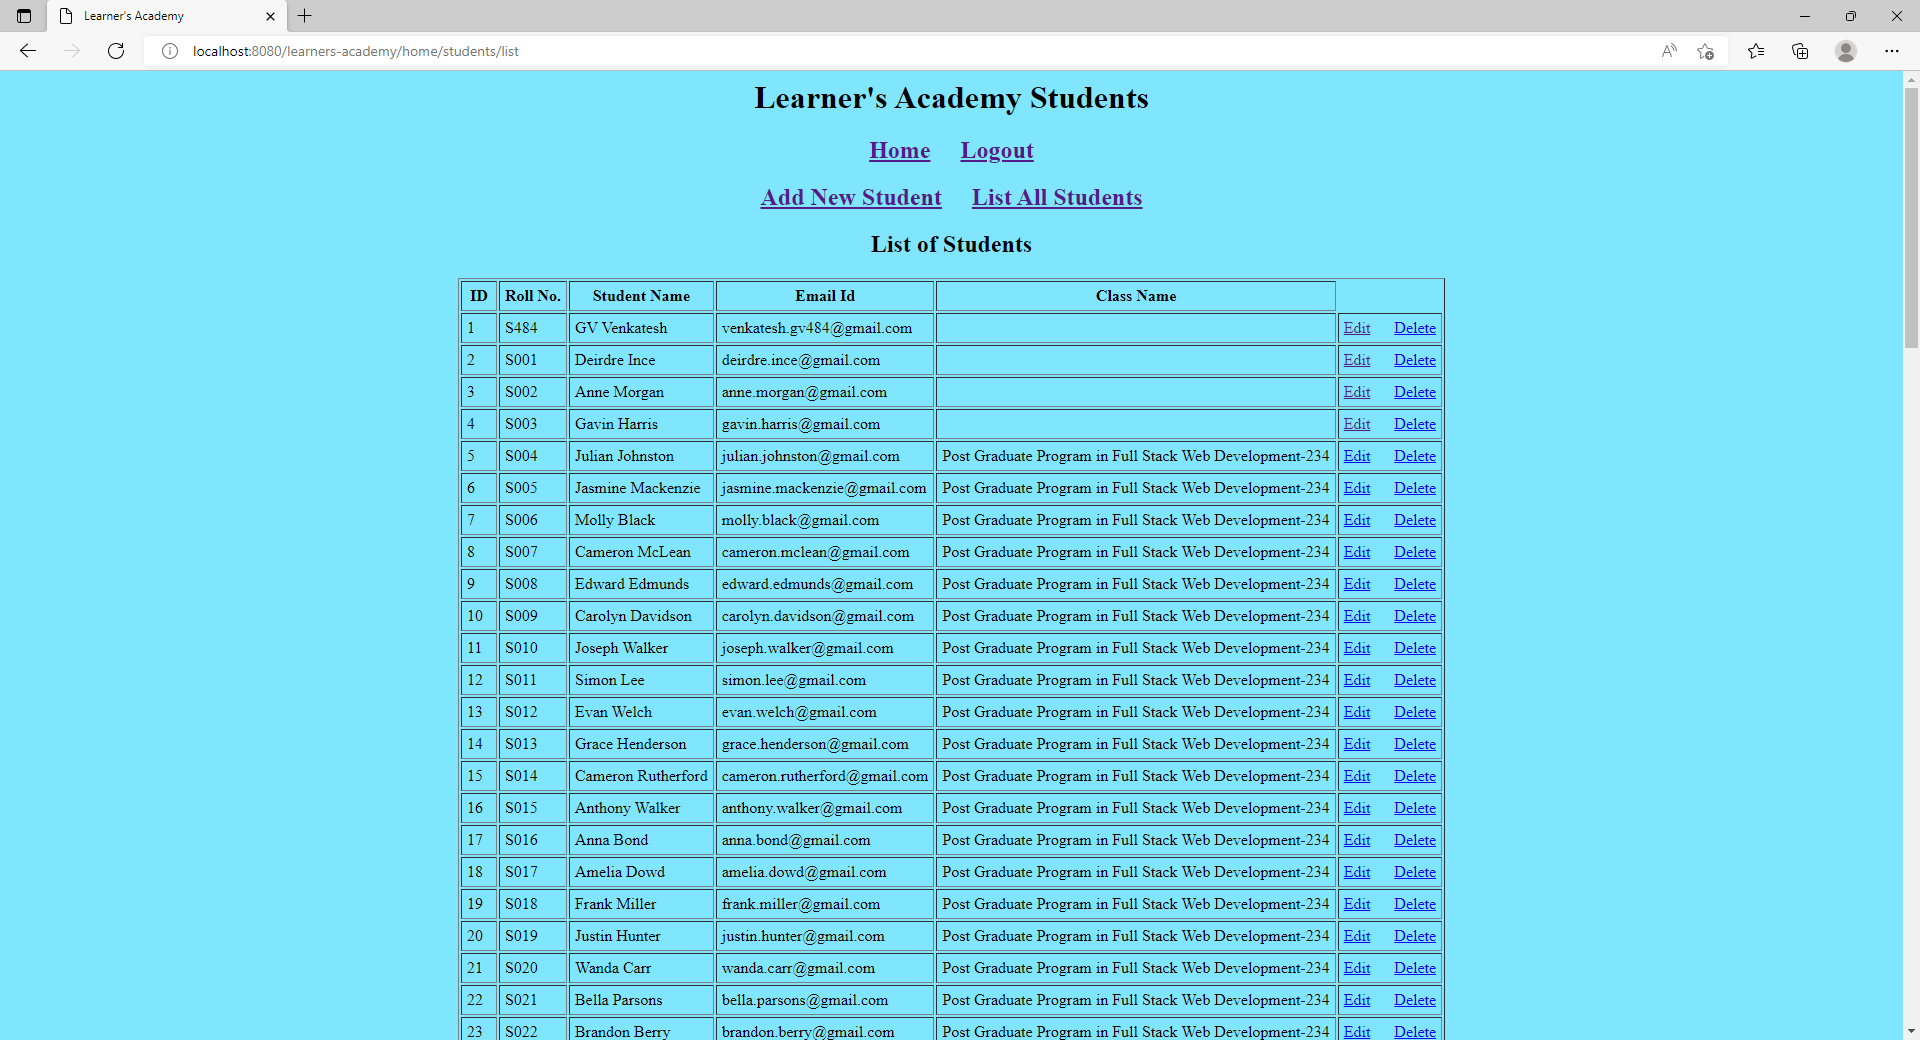 Learner's Academy
localhost:8080/learners-academy/home/students/list
Learner's Academy Students
Home Logout
Add New Student List All Students
List of Students
ID Roll No. Student Name Email Id Class Name
1 S484 GV Venkatesh venkatesh.gv484@gmail.com Edit Delete
2 S001 Deirdre Ince deirdre.ince@gmail.com Edit Delete
3 S002 Anne Morgan anne.morgan@gmail.com Edit Delete
4 S003 Gavin Harris gavin.harris@gmail.com Edit Delete
5 S004 Julian Johnston julian.johnston@gmail.com Post Graduate Program in Full Stack Web Development-234 Edit Delete
6 S005 Jasmine Mackenzie jasmine.mackenzie@gmail.com Post Graduate Program in Full Stack Web Development-234 Edit Delete
7 S006 Molly Black molly.black@gmail.com Post Graduate Program in Full Stack Web Development-234 Edit Delete
8 S007 Cameron McLean cameron.mclean@gmail.com Post Graduate Program in Full Stack Web Development-234 Edit Delete
9 S008 Edward Edmunds edward.edmunds@gmail.com Post Graduate Program in Full Stack Web Development-234 Edit Delete
10 S009 Carolyn Davidson carolyn.davidson@gmail.com Post Graduate Program in Full Stack Web Development-234 Edit Delete
11 S010 Joseph Walker joseph.walker@gmail.com Post Graduate Program in Full Stack Web Development-234 Edit Delete
12 S011 Simon Lee simon.lee@gmail.com Post Graduate Program in Full Stack Web Development-234 Edit Delete
13 S012 Evan Welch evan.welch@gmail.com Post Graduate Program in Full Stack Web Development-234 Edit Delete
14 S013 Grace Henderson grace.henderson@gmail.com Post Graduate Program in Full Stack Web Development-234 Edit Delete
15 S014 Cameron Rutherford cameron.rutherford@gmail.com Post Graduate Program in Full Stack Web Development-234 Edit Delete
16 S015 Anthony Walker anthony.walker@gmail.com Post Graduate Program in Full Stack Web Development-234 Edit Delete
17 S016 Anna Bond anna.bond@gmail.com Post Graduate Program in Full Stack Web Development-234 Edit Delete
18 S017 Amelia Dowd amelia.dowd@gmail.com Post Graduate Program in Full Stack Web Development-234 Edit Delete
19 S018 Frank Miller frank.miller@gmail.com Post Graduate Program in Full Stack Web Development-234 Edit Delete
20 S019 Justin Hunter justin.hunter@gmail.com Post Graduate Program in Full Stack Web Development-234 Edit Delete
21 S020 Wanda Carr wanda.carr@gmail.com Post Graduate Program in Full Stack Web Development-234 Edit Delete
22 S021 Bella Parsons bella.parsons@gmail.com Post Graduate Program in Full Stack Web Development-234 Edit Delete
23 S022 Brandon Berry brandon.berry@gmail.com Post Graduate Program in Full Stack Web Development-234 Edit Delete